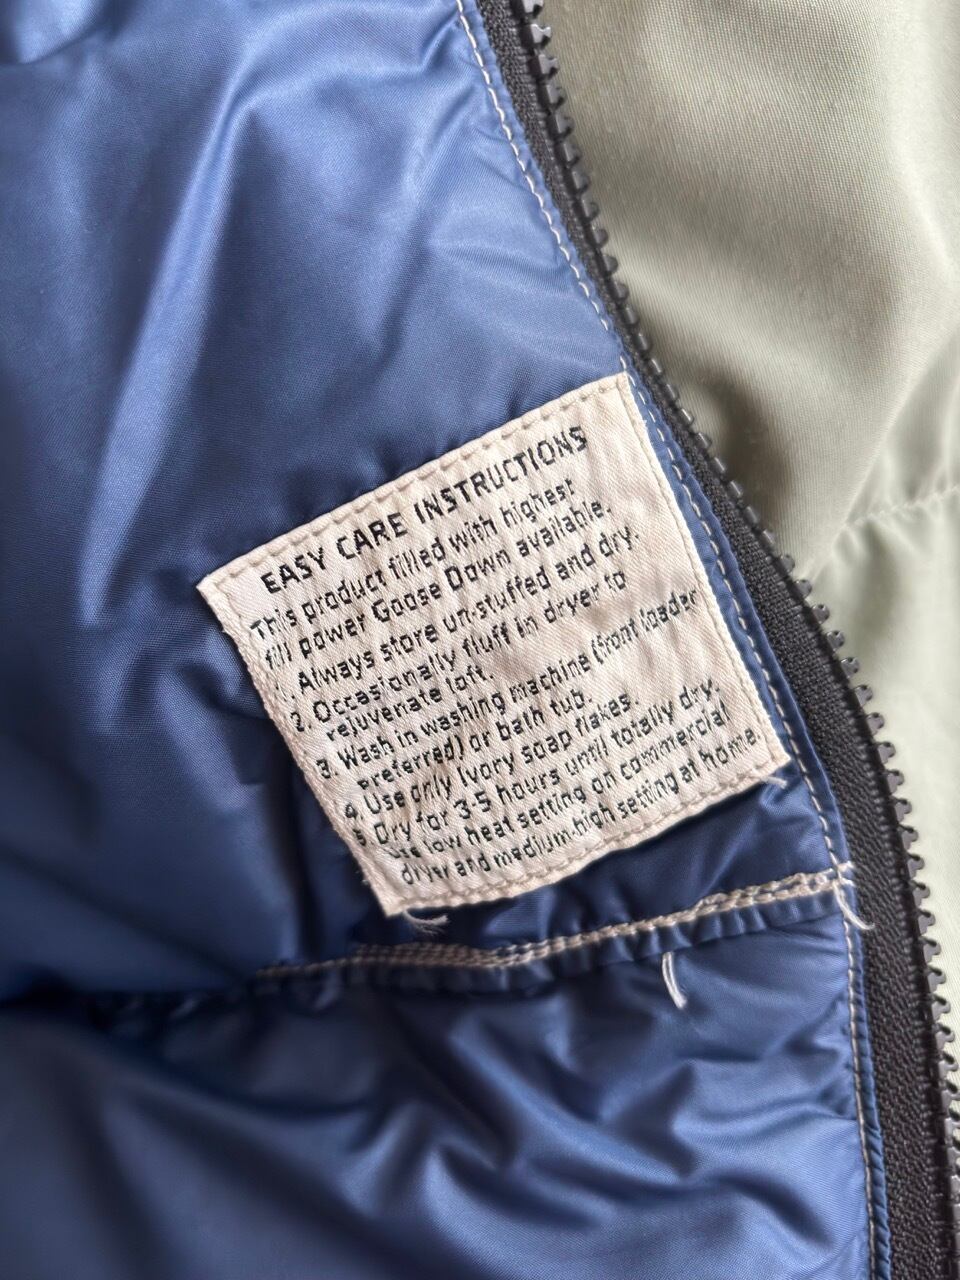 EASY CARE INSTRUCTIONS
This product filled with highest
fill power Goose Down available.
1. Always store un-stuffed and dry.
2. Occasionally fluff in dryer to
rejuvenate loft.
3. Wash in washing machine (front loader
preferred) or bath tub.
4. Use only Ivory soap flakes.
5. Dry for 3-5 hours until totally dry.
Use low heat setting on commercial
dryer and medium-high setting at home.